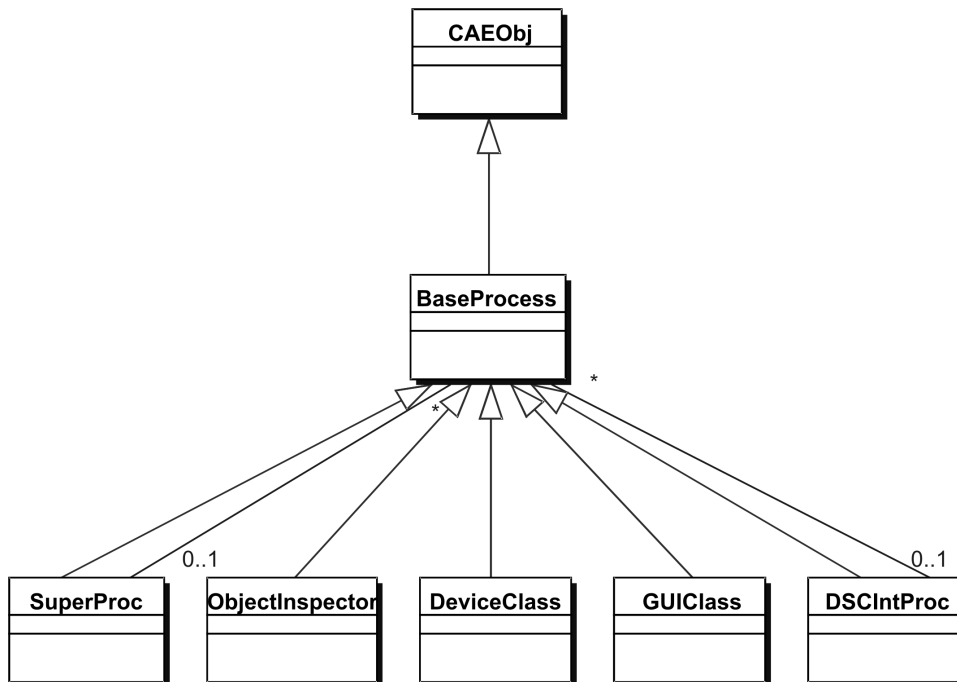 CAEObj
BaseProcess
*
*
0..1
0..1
SuperProc
ObjectInspector
DeviceClass
GUIClass
DSCIntProc